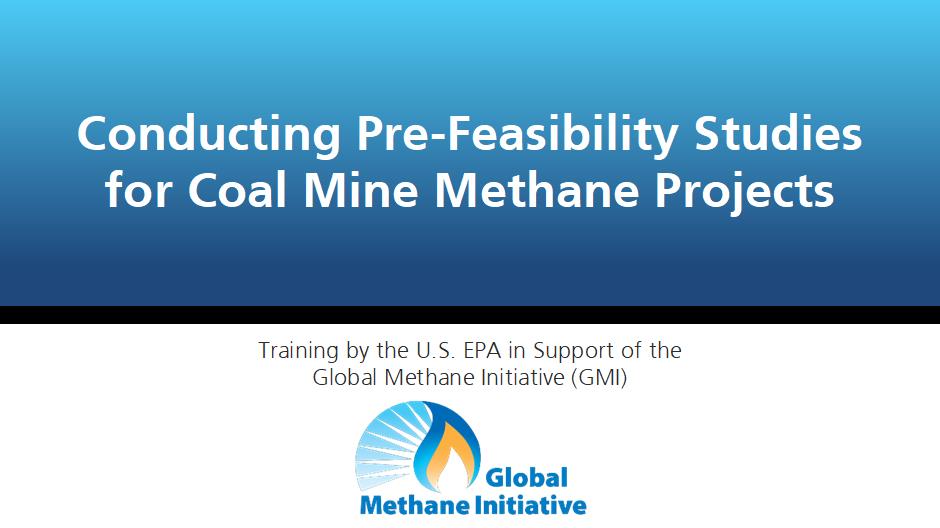 Conducting Pre-Feasibility Studies
for Coal Mine Methane Projects
Training by the U.S. EPA in Support of the
Global Methane Initiative (GMI)
Global
Methane Initiative